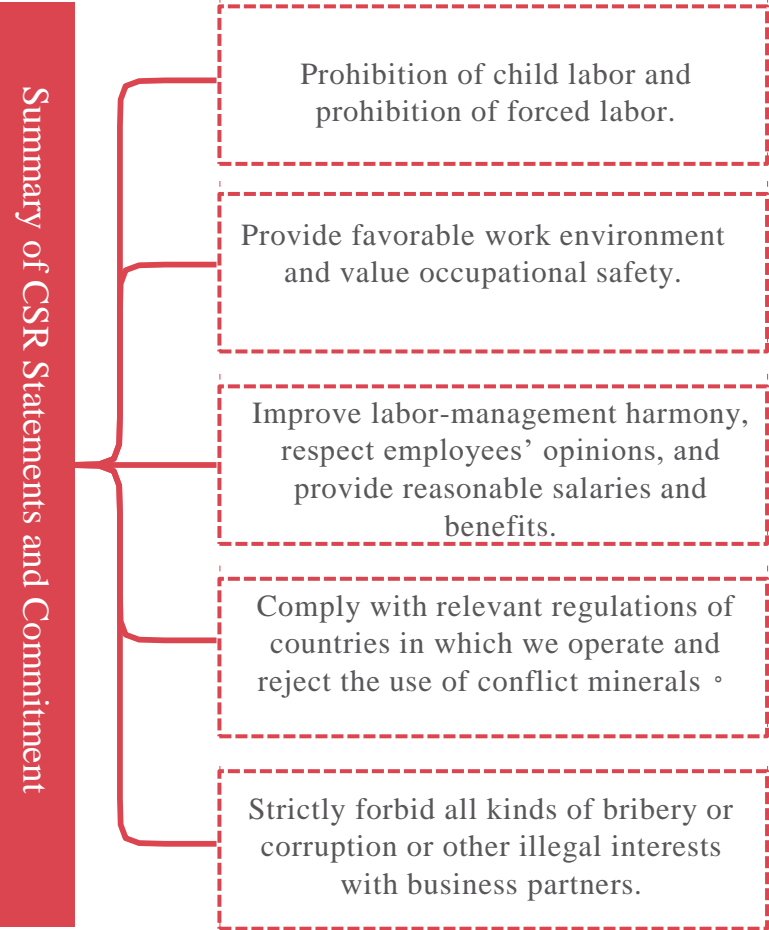 Summary of CSR Statements and Commitment
Prohibition of child labor and
prohibition of forced labor.
Provide favorable work environment
and value occupational safety.
Improve labor-management harmony,
respect employees’ opinions, and
provide reasonable salaries and
benefits.
Comply with relevant regulations of
countries in which we operate and
reject the use of conflict minerals。
Strictly forbid all kinds of bribery or
corruption or other illegal interests
with business partners.